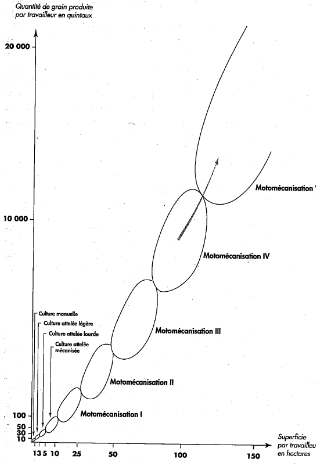 Quantité de grain produite
par travailleur en quintaux
20 000
Motomécanisation V
10 000
Motomécanisation IV
Culture manuelle
Culture attelée légère
Motomécanisation III
Culture attelée lourde
Culture attelée
mécanisée
Motomécanisation II
100
50
30
10
Motomécanisation I
Superficie
par travailleur
en hectares
1 3 5 10 25 50 100 150